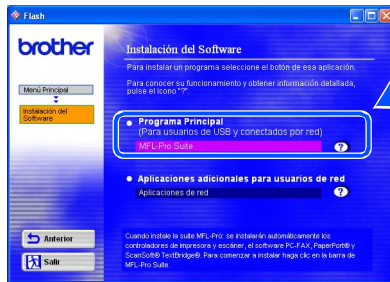 Flash
brother
Instalación del Software
Para instalar un programa seleccione el botón de esa aplicación.
Para conocer su funcionamiento y obtener información detallada,
pulse el icono "?".
Menú Principal
Instalación del
Software
Programa Principal
(Para usuarios de USB y conectados por red)
MFL-Pro Suite
?
Aplicaciones adicionales para usuarios de red
Aplicaciones de red
?
Anterior
Salir
Cuando instale la suite MFL-Pro: se instalarán automáticamente los
controladores de impresora y escáner, el software PC-FAX, PaperPort® y
ScanSoft® TextBridge®. Para comenzar a instalar haga clic en la barra de
MFL-Pro Suite.